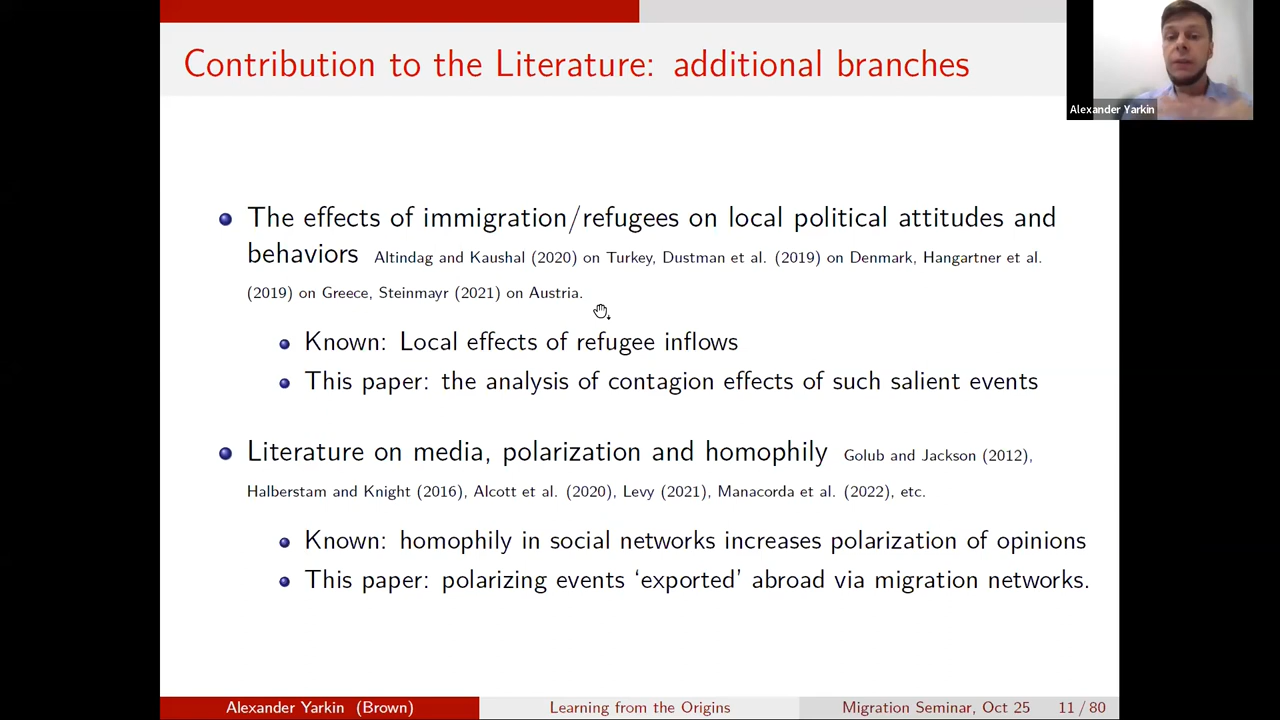 Contribution to the Literature: additional branches
Alexander Yarkin
The effects of immigration/refugees on local political attitudes and
behaviors Altindag and Kaushal (2020) on Turkey, Dustman et al. (2019) on Denmark, Hangartner et al.
(2019) on Greece, Steinmayr (2021) on Austria.
Known: Local effects of refugee inflows
This paper: the analysis of contagion effects of such salient events
Literature on media, polarization and homophily Golub and Jackson (2012),
Halberstam and Knight (2016), Alcott et al. (2020), Levy (2021), Manacorda et al. (2022), etc.
Known: homophily in social networks increases polarization of opinions
This paper: polarizing events ‘exported’ abroad via migration networks.
Alexander Yarkin (Brown) Learning from the Origins Migration Seminar, Oct 25 11 / 80